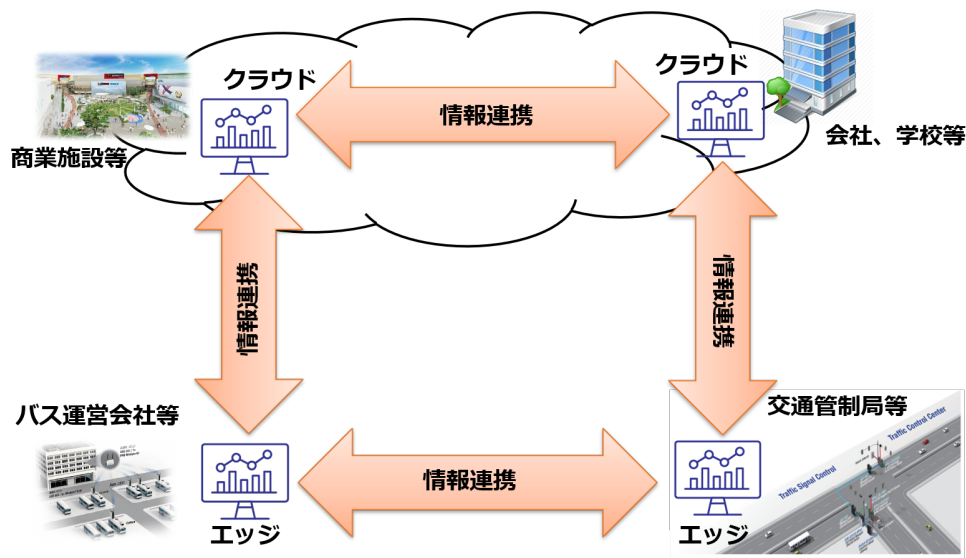 クラウド
クラウド
情報連携
商業施設等
会社、学校等
情報連携
情報連携
バス運営会社等
交通管制局等
Traffic Control Center
Traffic Signal Control
情報連携
エッジ
エッジ